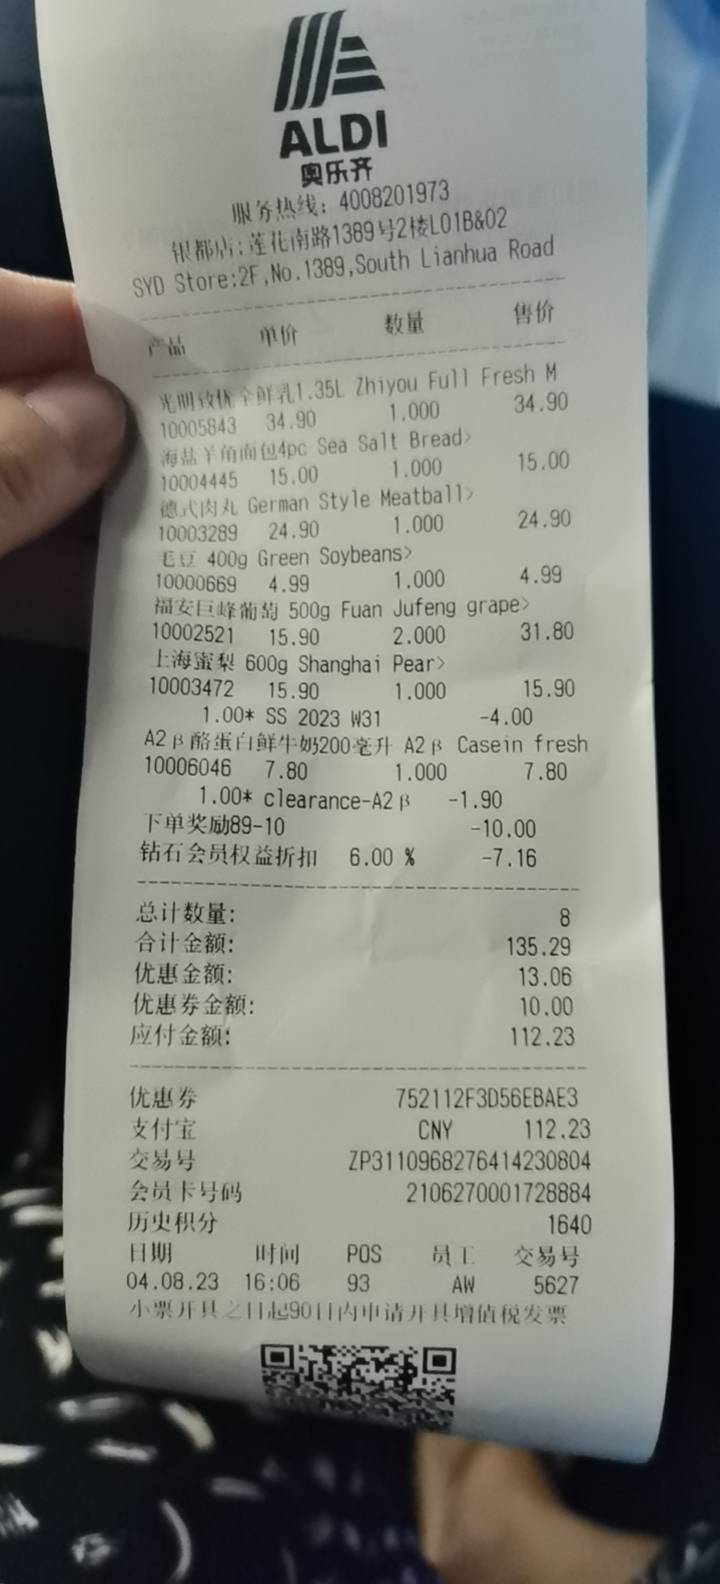 ALDI
奥乐齐
服务热线: 4008201973
银都店:莲花南路1389号2楼L01B&02
SYD Store:2F,No.1389,South Lianhua Road
产品 单价 数量 售价
光明致优全鲜乳1.35L Zhiyou Full Fresh M
10005843 34.90 1.000 34.90
海盐羊角面包4pc Sea Salt Bread>
10004445 15.00 1.000 15.00
德式肉丸 German Style Meatball>
10003289 24.90 1.000 24.90
毛豆 400g Green Soybeans>
10000669 4.99 1.000 4.99
福安巨峰葡萄 500g Fuan Jufeng grape>
10002521 15.90 2.000 31.80
上海蜜梨 600g Shanghai Pear>
10003472 15.90 1.000 15.90
1.00* SS 2023 W31 -4.00
A2β酪蛋白鲜牛奶200毫升 A2β Casein fresh
10006046 7.80 1.000 7.80
1.00* clearance-A2β -1.90
下单奖励89-10 -10.00
钻石会员权益折扣 6.00 % -7.16
总计数量: 8
合计金额: 135.29
优惠金额: 13.06
优惠券金额: 10.00
应付金额: 112.23
优惠券 752112F3D56EBAE3
支付宝 CNY 112.23
交易号 ZP3110968276414230804
会员卡号码 2106270001728884
历史积分 1640
日期 时间 POS 员工 交易号
04.08.23 16:06 93 AW 5627
小票开具之日起90日内申请开具增值税发票